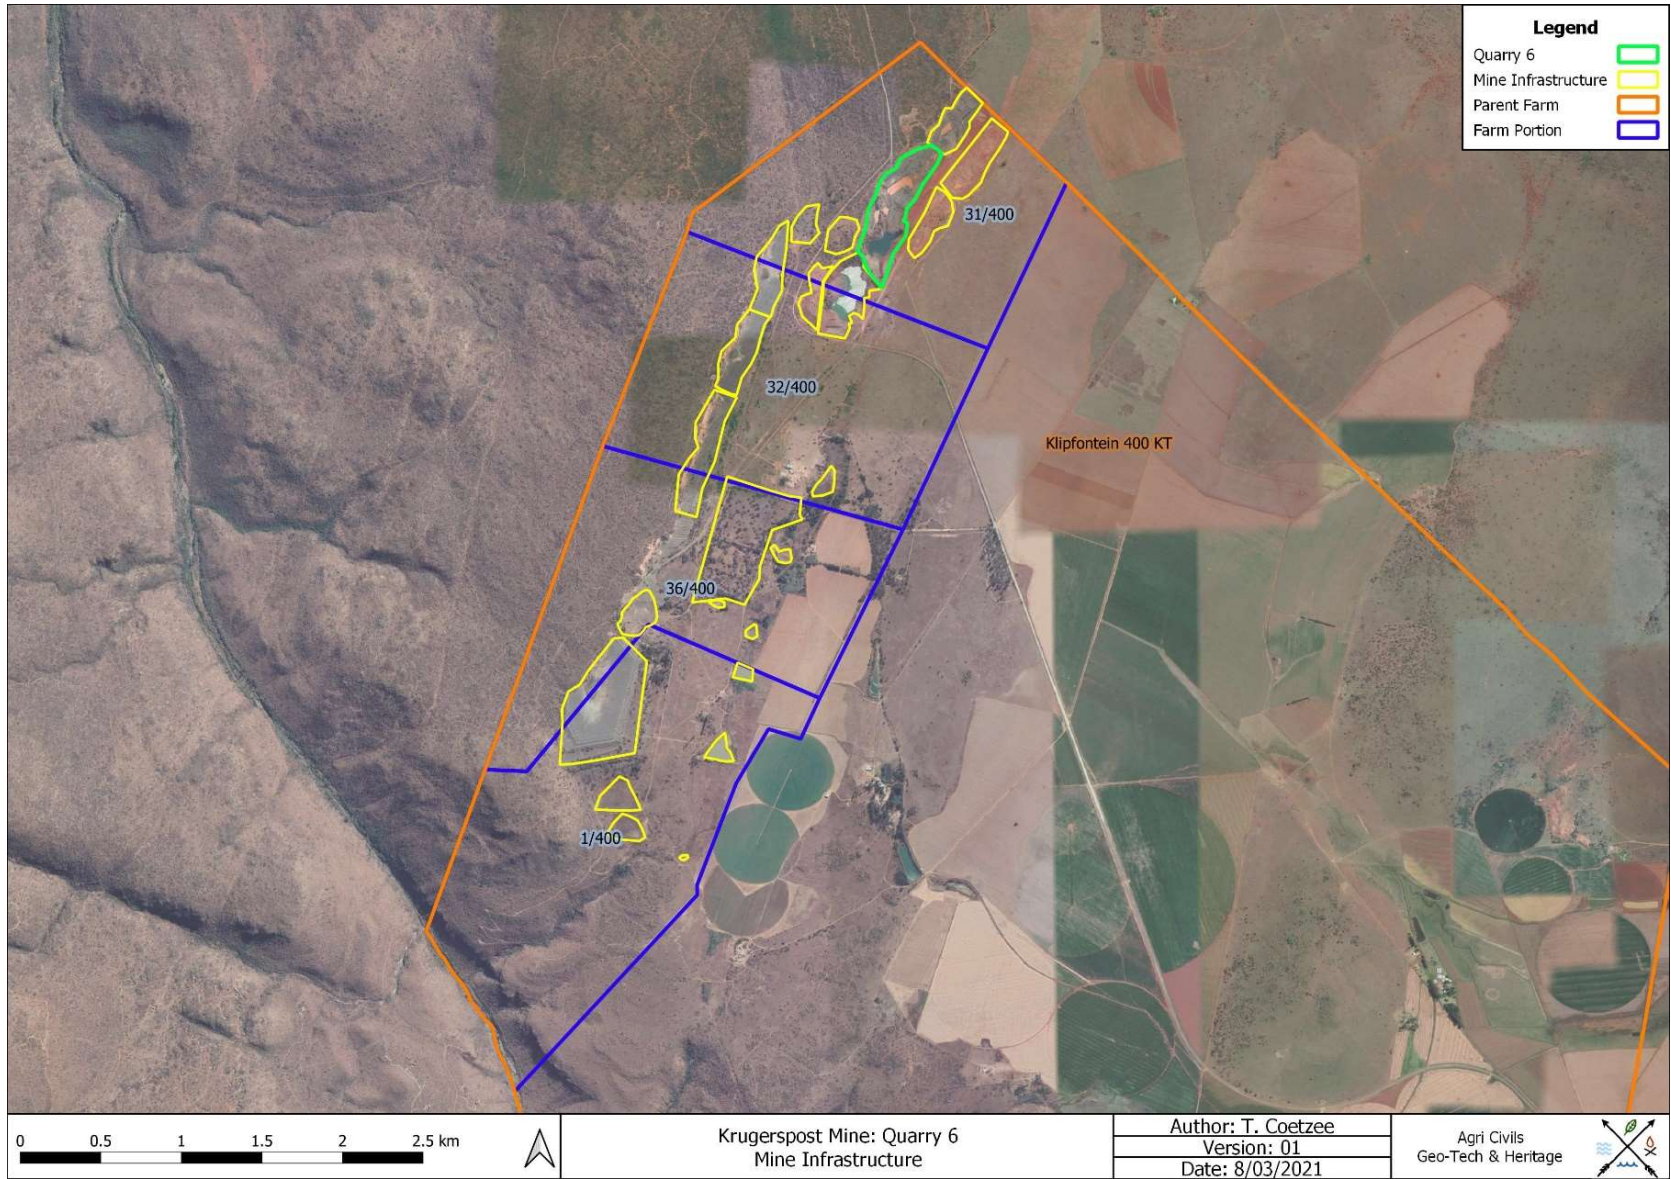 Legend
Quarry 6
Mine Infrastructure
Parent Farm
Farm Portion
31/400
32/400
Klipfontein 400 KT
36/400
1/400
0 0.5 1 1.5 2 2.5 km
Krugerspost Mine: Quarry 6
Mine Infrastructure
Author: T. Coetzee
Version: 01
Date: 8/03/2021
Agri Civils
Geo-Tech & Heritage